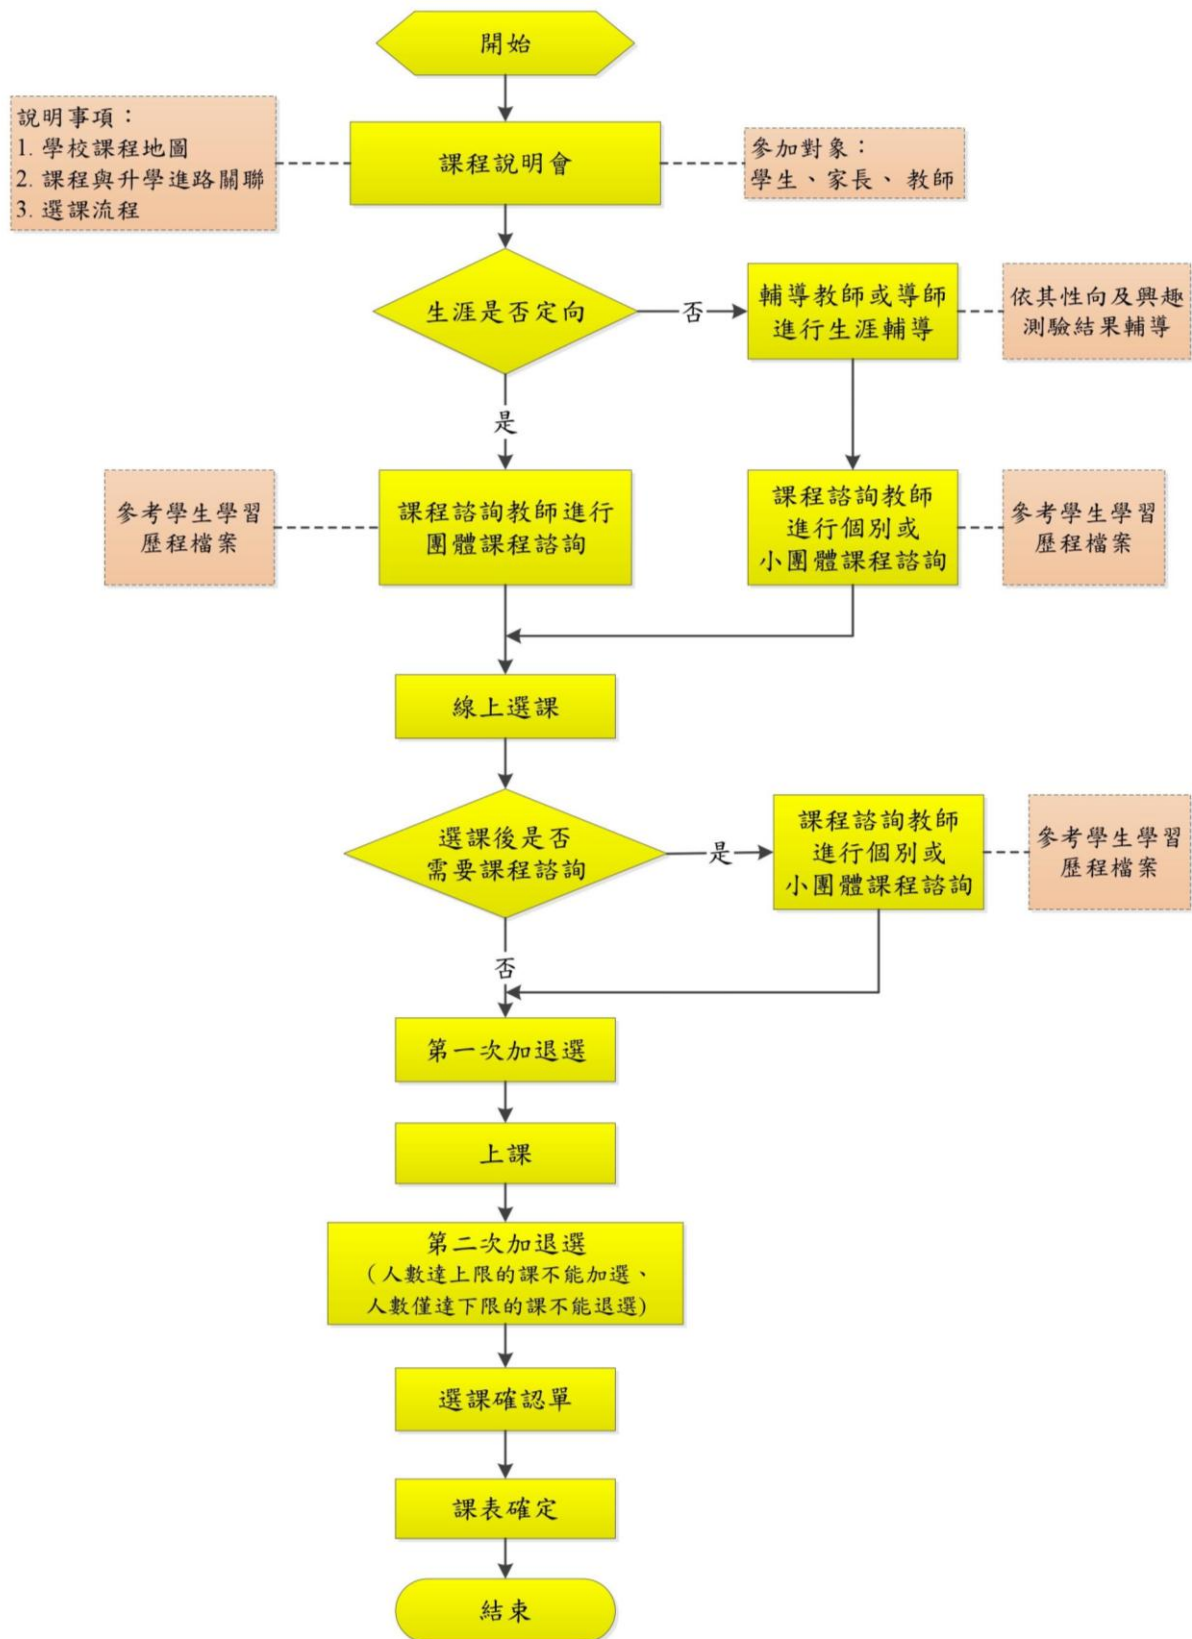 開始
說明事項：
1. 學校課程地圖
2. 課程與升學進路關聯
3. 選課流程
課程說明會
參加對象：
學生、家長、教師
生涯是否定向
否
輔導教師或導師
進行生涯輔導
依其性向及興趣
測驗結果輔導
是
參考學生學習
歷程檔案
課程諮詢教師進行
團體課程諮詢
課程諮詢教師
進行個別或
小團體課程諮詢
參考學生學習
歷程檔案
線上選課
選課後是否
需要課程諮詢
是
課程諮詢教師
進行個別或
小團體課程諮詢
參考學生學習
歷程檔案
否
第一次加退選
上課
第二次加退選
（人數達上限的課不能加選、
人數僅達下限的課不能退選)
選課確認單
課表確定
結束